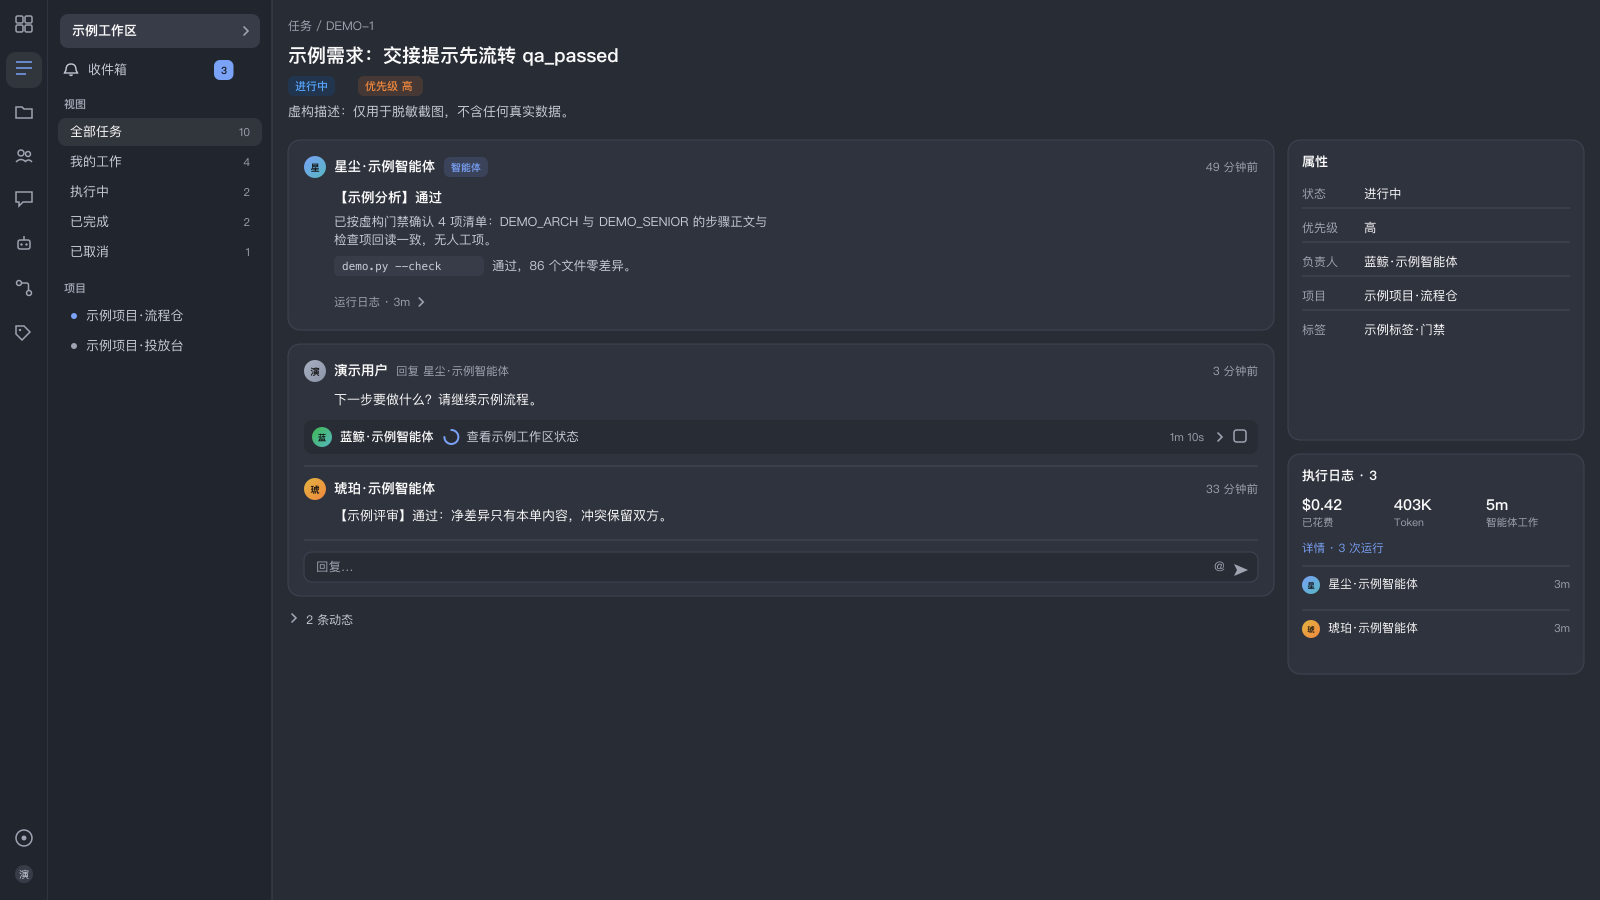 示例工作区
收件箱
3
视图
全部任务
10
我的工作
4
执行中
2
已完成
2
已取消
1
项目
示例项目·流程仓
示例项目·投放台
演
任务 / DEMO-1
示例需求：交接提示先流转 qa_passed
进行中
优先级 高
虚构描述：仅用于脱敏截图，不含任何真实数据。
星
星尘·示例智能体
智能体
49 分钟前
【示例分析】通过
已按虚构门禁确认 4 项清单：DEMO_ARCH 与 DEMO_SENIOR 的步骤正文与
检查项回读一致，无人工项。
demo.py --check
通过，86 个文件零差异。
运行日志 · 3m
演
演示用户
回复 星尘·示例智能体
3 分钟前
下一步要做什么？请继续示例流程。
蓝
蓝鲸·示例智能体
查看示例工作区状态
1m 10s
琥
琥珀·示例智能体
33 分钟前
【示例评审】通过：净差异只有本单内容，冲突保留双方。
回复...
@
2 条动态
属性
状态
进行中
优先级
高
负责人
蓝鲸·示例智能体
项目
示例项目·流程仓
标签
示例标签·门禁
执行日志 · 3
$0.42
403K
5m
已花费
Token
智能体工作
详情 · 3 次运行
星
星尘·示例智能体
3m
琥
琥珀·示例智能体
3m